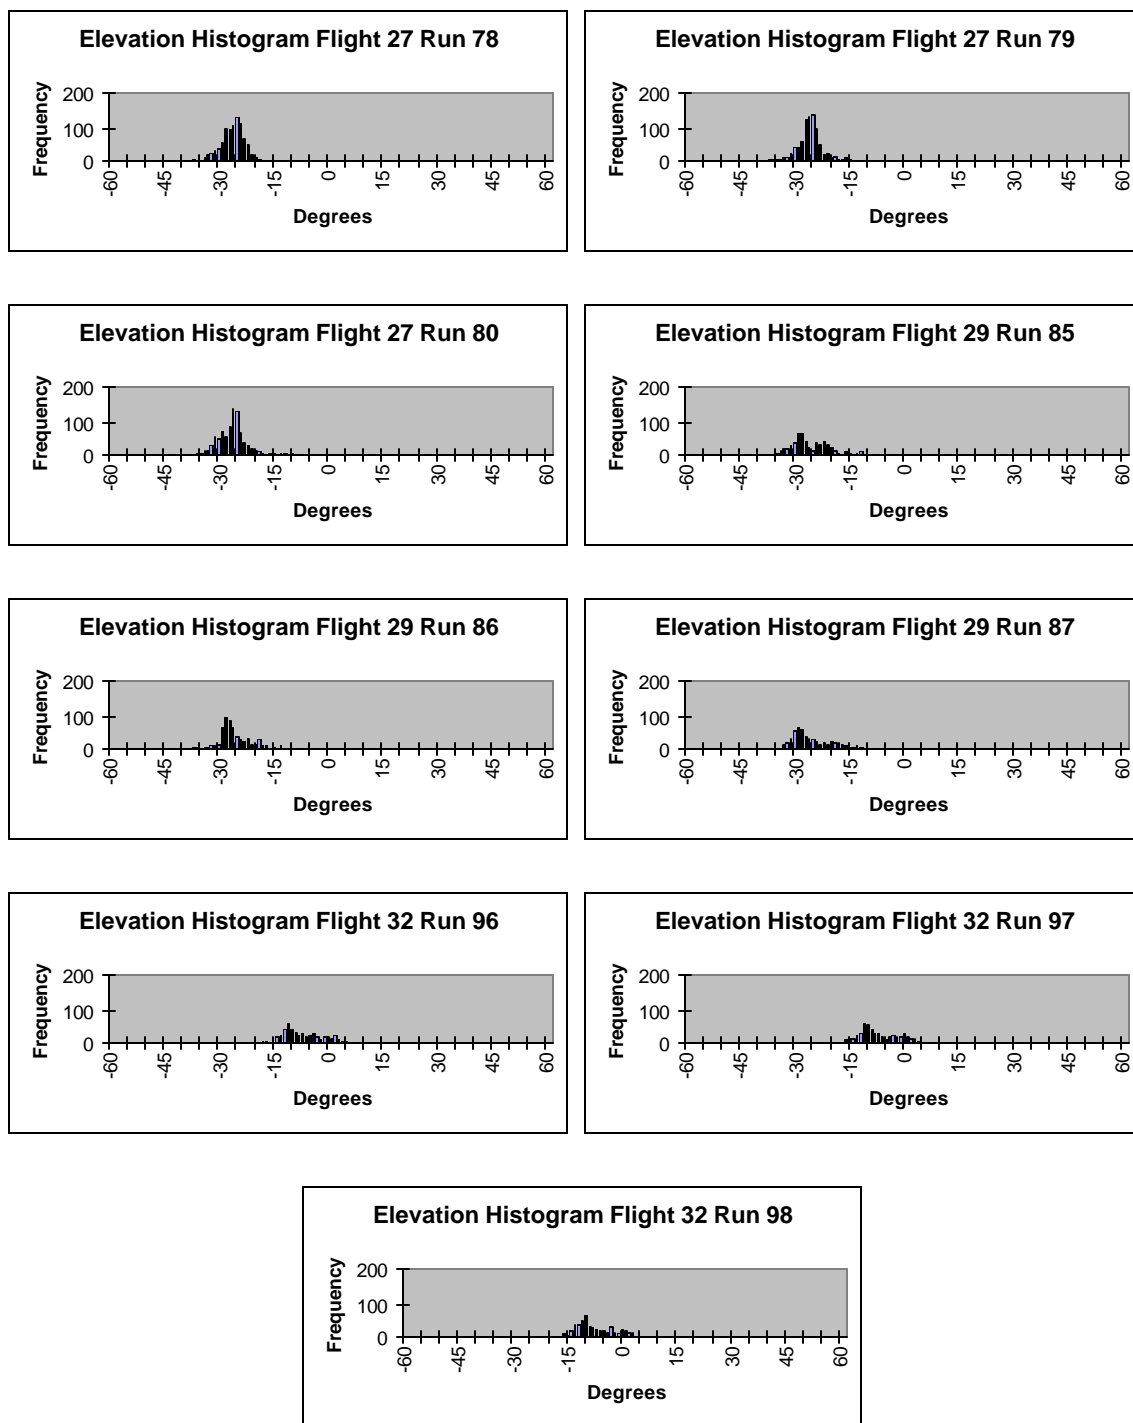 Elevation Histogram Flight 27 Run 78
Frequency
200
100
0
-60 -45 -30 -15 0 15 30 45 60
Degrees
Elevation Histogram Flight 27 Run 79
Frequency
200
100
0
-60 -45 -30 -15 0 15 30 45 60
Degrees
Elevation Histogram Flight 27 Run 80
Frequency
200
100
0
-60 -45 -30 -15 0 15 30 45 60
Degrees
Elevation Histogram Flight 29 Run 85
Frequency
200
100
0
-60 -45 -30 -15 0 15 30 45 60
Degrees
Elevation Histogram Flight 29 Run 86
Frequency
200
100
0
-60 -45 -30 -15 0 15 30 45 60
Degrees
Elevation Histogram Flight 29 Run 87
Frequency
200
100
0
-60 -45 -30 -15 0 15 30 45 60
Degrees
Elevation Histogram Flight 32 Run 96
Frequency
200
100
0
-60 -45 -30 -15 0 15 30 45 60
Degrees
Elevation Histogram Flight 32 Run 97
Frequency
200
100
0
-60 -45 -30 -15 0 15 30 45 60
Degrees
Elevation Histogram Flight 32 Run 98
Frequency
200
100
0
-60 -45 -30 -15 0 15 30 45 60
Degrees